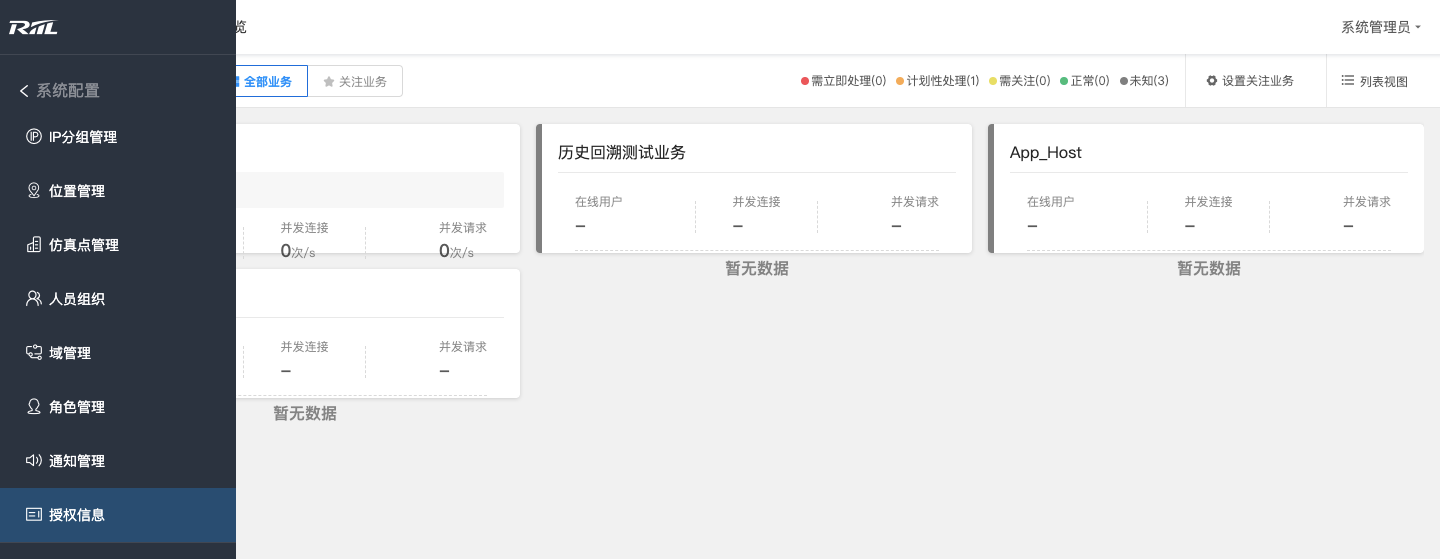 RIIL
览
系统管理员
系统配置
IP分组管理
位置管理
仿真点管理
人员组织
域管理
角色管理
通知管理
授权信息
全部业务
关注业务
需立即处理(0)
计划性处理(1)
需关注(0)
正常(0)
未知(3)
设置关注业务
列表视图
并发连接
并发请求
0次/s
0次/s
历史回溯测试业务
在线用户
并发连接
并发请求
–
–
–
暂无数据
App_Host
在线用户
并发连接
并发请求
–
–
–
暂无数据
并发连接
并发请求
–
–
暂无数据